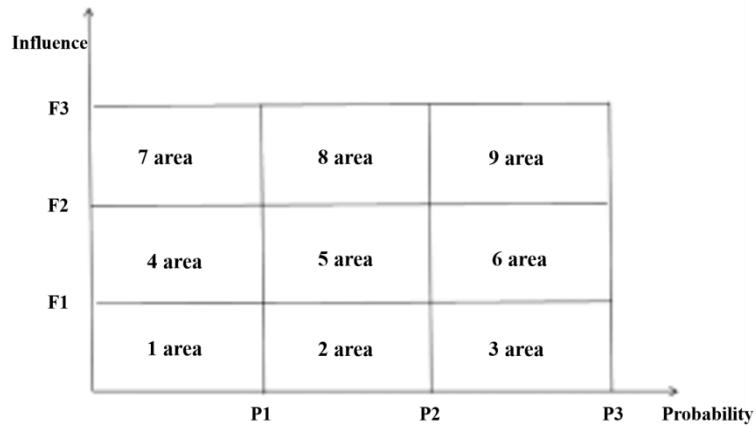 Influence
F3
7 area
8 area
9 area
F2
4 area
5 area
6 area
F1
1 area
2 area
3 area
P1
P2
P3
Probability